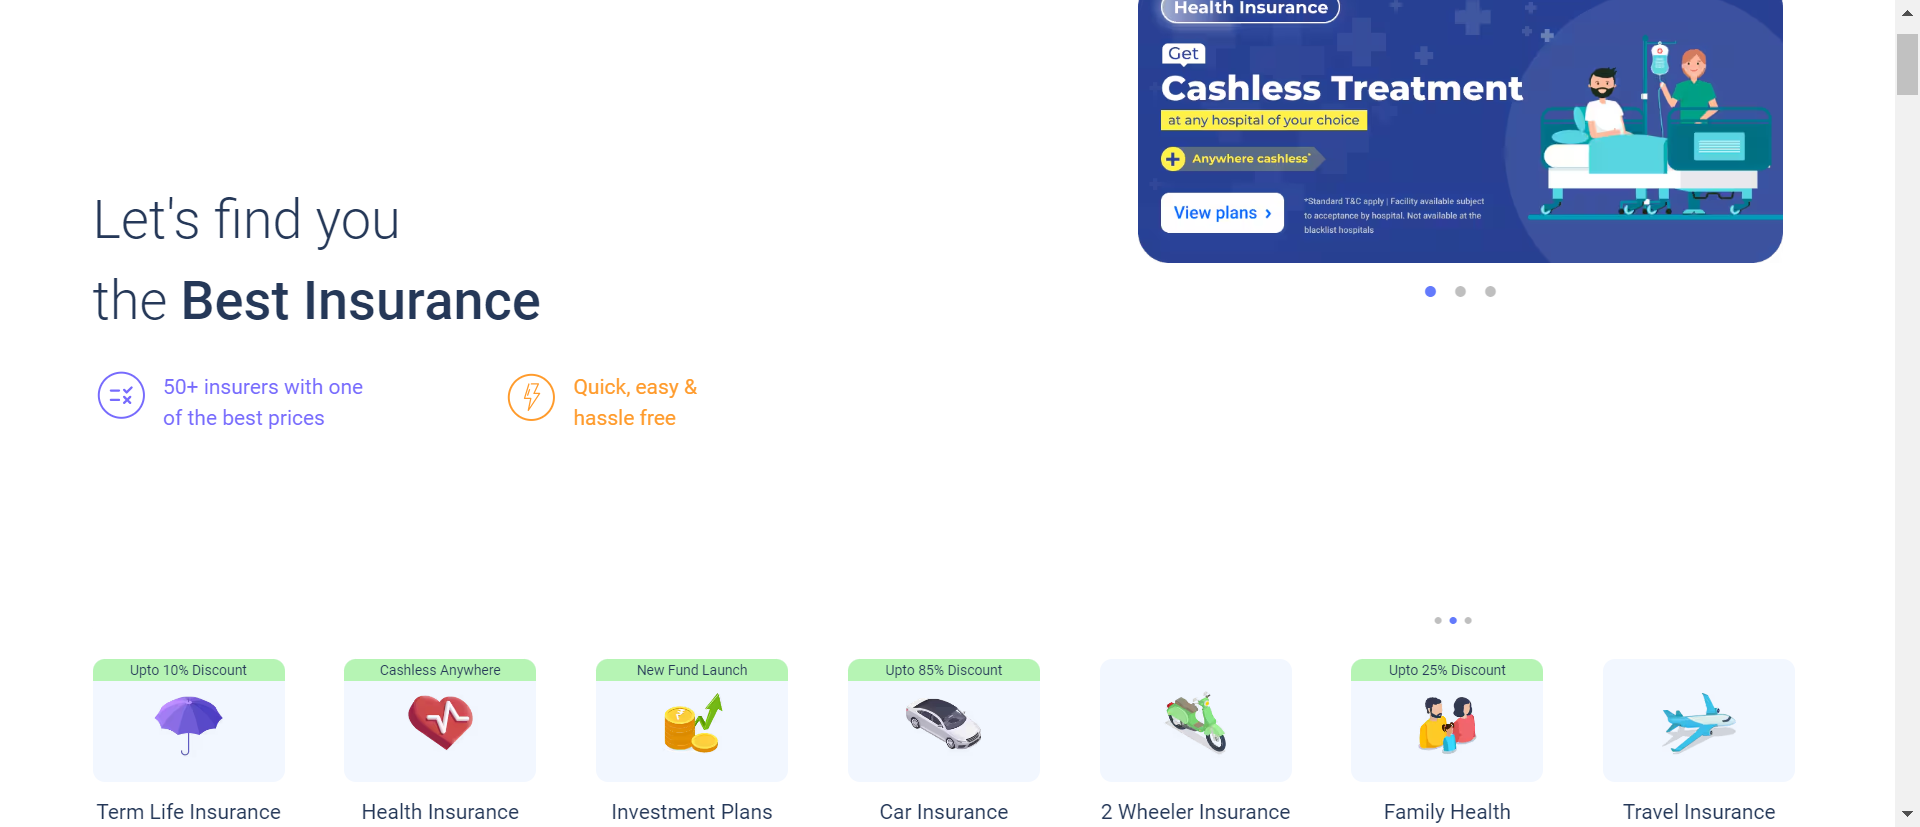 Health Insurance
Get
Cashless Treatment
at any hospital of your choice
Anywhere cashless*
View plans ›
*Standard T&C apply | Facility available subject
to acceptance by hospital. Not available at the
blacklist hospitals
Let's find you
the Best Insurance
50+ insurers with one
of the best prices
Quick, easy &
hassle free
Upto 10% Discount
Term Life Insurance
Cashless Anywhere
Health Insurance
New Fund Launch
Investment Plans
Upto 85% Discount
Car Insurance
2 Wheeler Insurance
Upto 25% Discount
Family Health
Travel Insurance